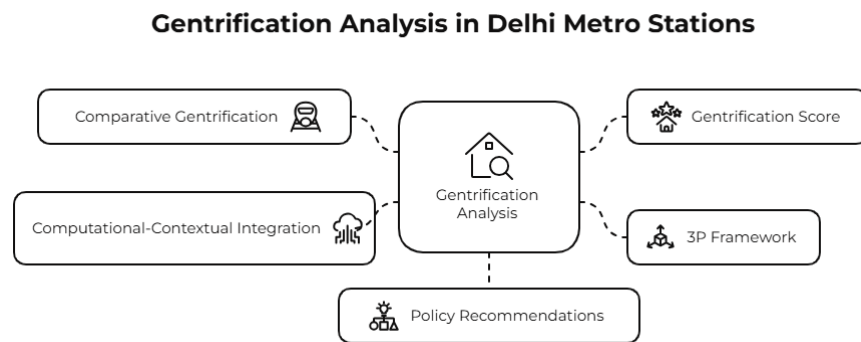 Gentrification Analysis in Delhi Metro Stations
Comparative Gentrification
Gentrification Score
Gentrification
Analysis
Computational-Contextual Integration
3P Framework
Policy Recommendations